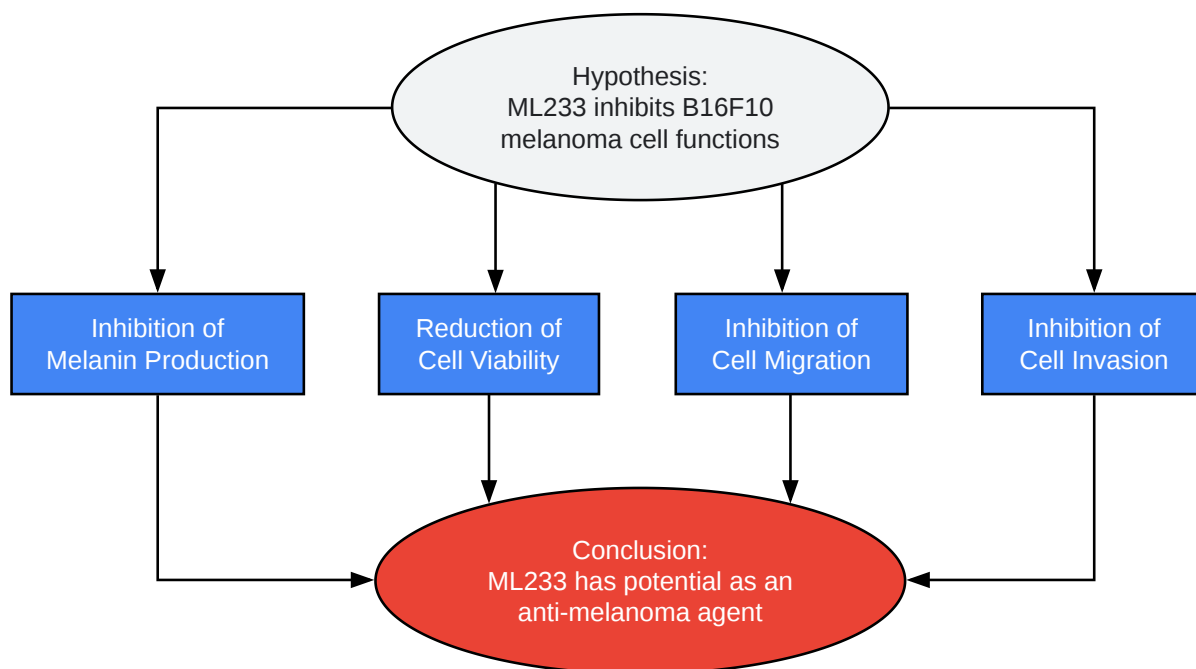 Hypothesis:
ML233 inhibits B16F10
melanoma cell functions
Inhibition of
Melanin Production
Reduction of
Cell Viability
Inhibition of
Cell Migration
Inhibition of
Cell Invasion
Conclusion:
ML233 has potential as an
anti-melanoma agent